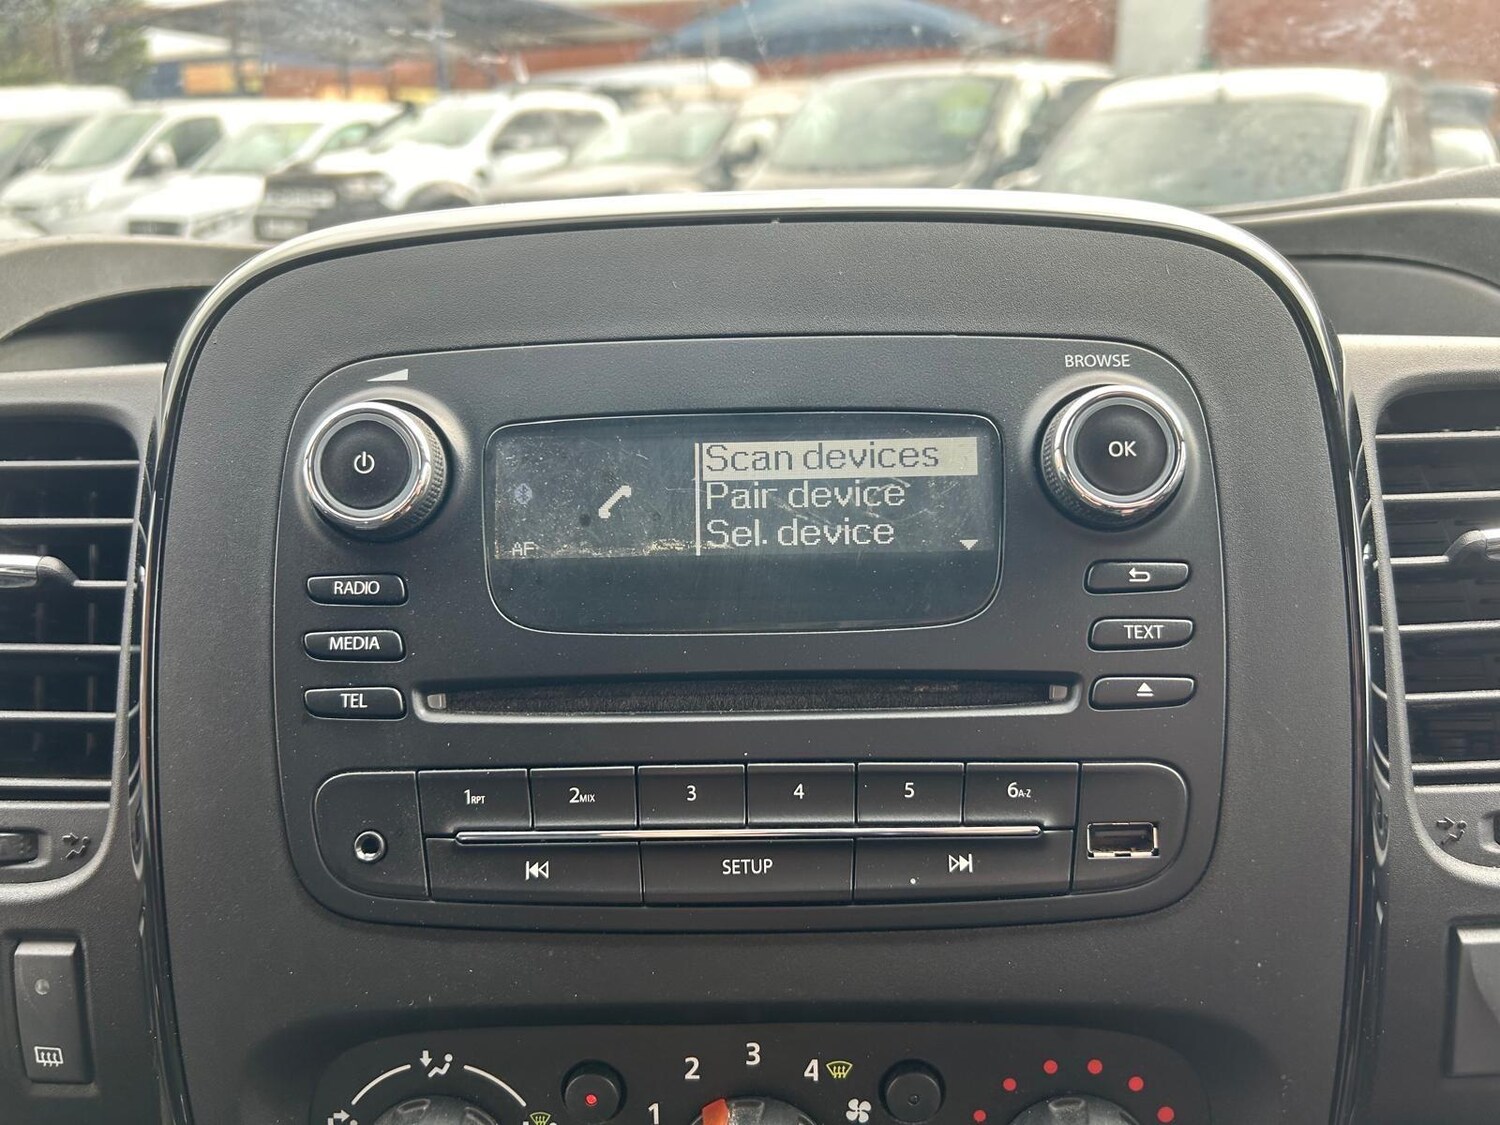 BROWSE
OK
Scan devices
Pair device
Sel. device
AF
RADIO
MEDIA
TEL
TEXT
1RPT
2MIX
3
4
5
6A-Z
SETUP
1
2
3
4